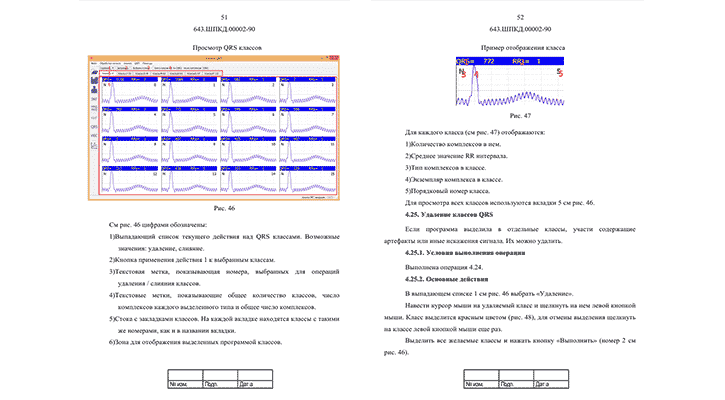 51
643.ШПКД.00002-90
Просмотр QRS классов
Рис. 46
См рис. 46 цифрами обозначены:
1)Выпадающий список текущего действия над QRS классами. Возможные
значения: удаление, слияние.
2)Кнопка применения действия 1 к выбранным классам.
3)Текстовая метка, показывающая номера, выбранных для операций
удаления / слияния классов.
4)Текстовые метки, показывающие общее количество классов, число
комплексов каждого выделенного типа и общее число комплексов.
5)Стока с закладками классов. На каждой вкладке находятся классы с такими
же номерами, как и в названии вкладки.
6)Зона для отображения выделенных программой классов.
№ изм.
Подп.
Дата
52
643.ШПКД.00002-90
Пример отображения класса
QRS= 772 RRs= 1
N
5
Рис. 47
Для каждого класса (см рис. 47) отображаются:
1)Количество комплексов в нем.
2)Среднее значение RR интервала.
3)Тип комплексов в классе.
4)Экземпляр комплекса в классе.
5)Порядковый номер класса.
Для просмотра всех классов используются вкладки 5 см рис. 46.
4.25. Удаление классов QRS
Если программа выделила в отдельные классы, участи содержащие
артефакты или иные искажения сигнала. Их можно удалить.
4.25.1. Условия выполнения операции
Выполнена операция 4.24.
4.25.2. Основные действия
В выпадающем списке 1 см рис. 46 выбрать «Удаление».
Навести курсор мыши на удаляемый класс и щелкнуть на нем левой кнопкой
мыши. Класс выделится красным цветом (рис. 48), для отмены выделения щелкнуть
на классе левой кнопкой мыши еще раз.
Выделить все желаемые классы и нажать кнопку «Выполнить» (номер 2 см
рис. 46).
№ изм.
Подп.
Дата